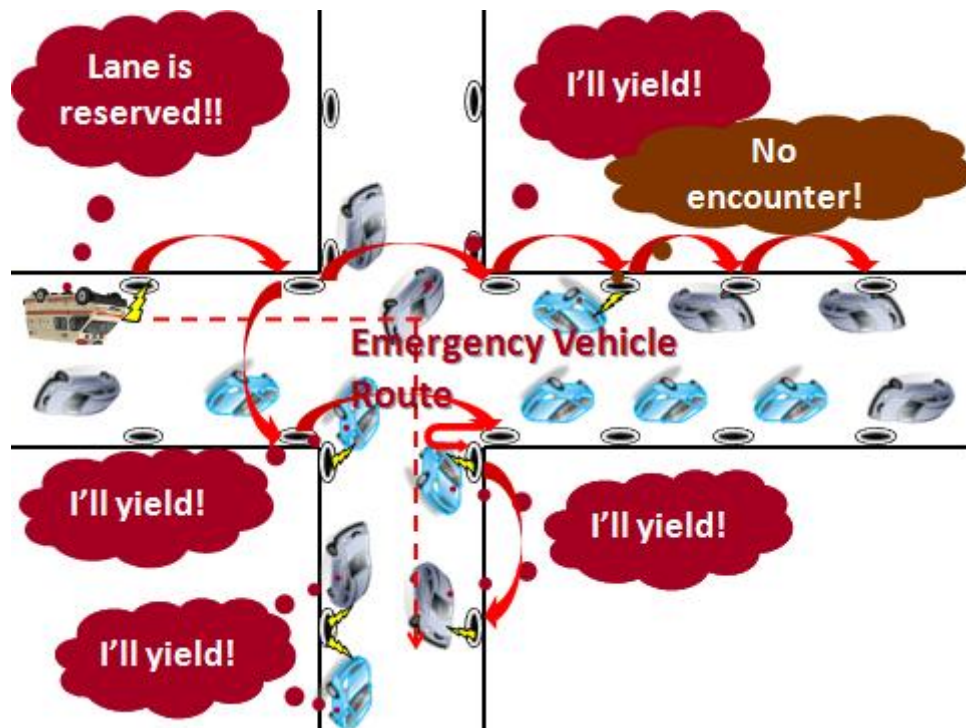 Lane is
reserved!!
I'll yield!
No
encounter!
Emergency Vehicle
Route
I'll yield!
I'll yield!
I'll yield!